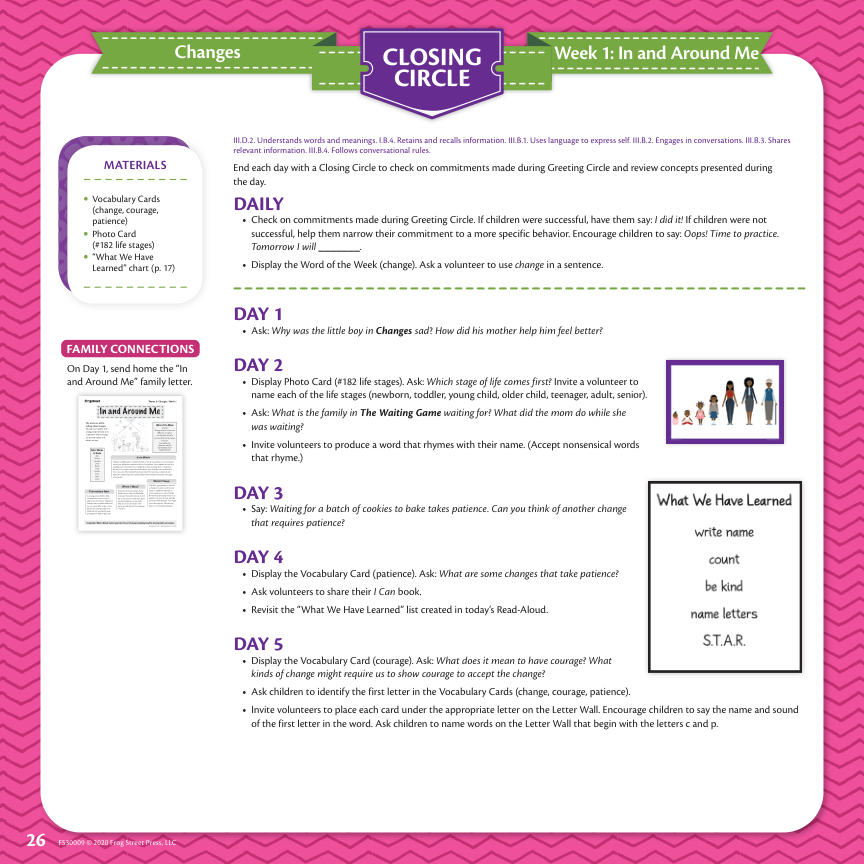 Changes
CLOSING
CIRCLE
Week 1: In and Around Me
MATERIALS
• Vocabulary Cards
(change, courage,
patience)
• Photo Card
(#182 life stages)
• “What We Have
Learned” chart (p. 17)
FAMILY CONNECTIONS
On Day 1, send home the “In
and Around Me” family letter.
In and Around Me
III.D.2. Understands words and meanings. I.B.4. Retains and recalls information. III.B.1. Uses language to express self. III.B.2. Engages in conversations. III.B.3. Shares
relevant information. III.B.4. Follows conversational rules.
End each day with a Closing Circle to check on commitments made during Greeting Circle and review concepts presented during
the day.
DAILY
• Check on commitments made during Greeting Circle. If children were successful, have them say: I did it! If children were not
successful, help them narrow their commitment to a more specific behavior. Encourage children to say: Oops! Time to practice.
Tomorrow I will ________.
• Display the Word of the Week (change). Ask a volunteer to use change in a sentence.
DAY 1
• Ask: Why was the little boy in Changes sad? How did his mother help him feel better?
DAY 2
• Display Photo Card (#182 life stages). Ask: Which stage of life comes first? Invite a volunteer to
name each of the life stages (newborn, toddler, young child, older child, teenager, adult, senior).
• Ask: What is the family in The Waiting Game waiting for? What did the mom do while she
was waiting?
• Invite volunteers to produce a word that rhymes with their name. (Accept nonsensical words
that rhyme.)
DAY 3
• Say: Waiting for a batch of cookies to bake takes patience. Can you think of another change
that requires patience?
DAY 4
• Display the Vocabulary Card (patience). Ask: What are some changes that take patience?
• Ask volunteers to share their I Can book.
• Revisit the “What We Have Learned” list created in today’s Read-Aloud.
DAY 5
• Display the Vocabulary Card (courage). Ask: What does it mean to have courage? What
kinds of change might require us to show courage to accept the change?
• Ask children to identify the first letter in the Vocabulary Cards (change, courage, patience).
• Invite volunteers to place each card under the appropriate letter on the Letter Wall. Encourage children to say the name and sound
of the first letter in the word. Ask children to name words on the Letter Wall that begin with the letters c and p.
What We Have Learned
write name
count
be kind
name letters
S.T.A.R.
26
FS30009 © 2020 Frog Street Press, LLC